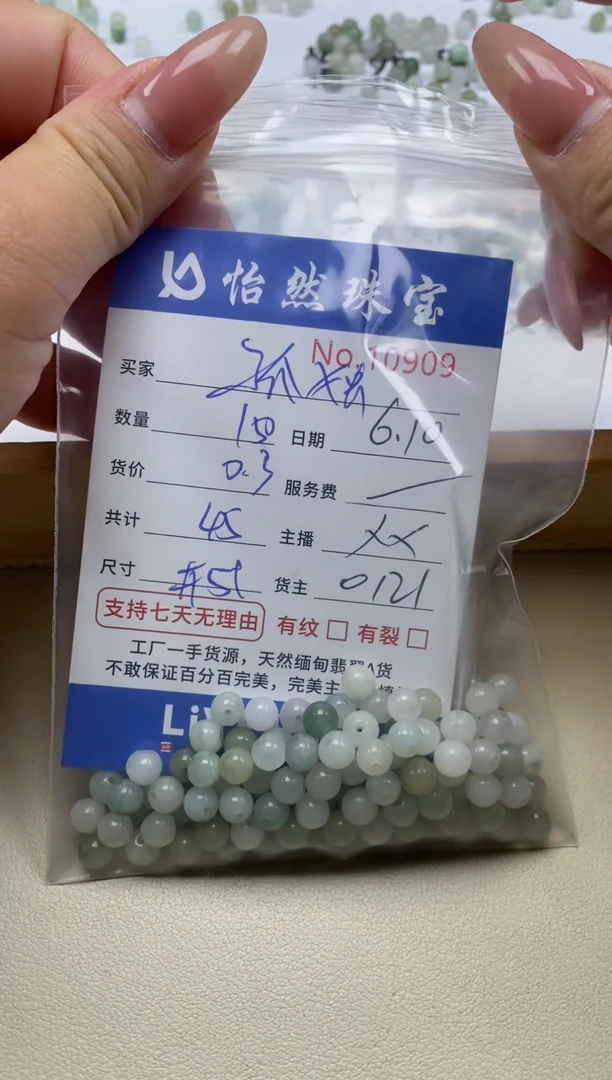 怡然珠宝
No.10909
买家
数量 150 日期 6.10
货价 0.3 服务费
共计 45 主播 XX
尺寸 #51 货主 0121
支持七天无理由 有纹 有裂
工厂一手货源，天然缅甸翡翠A货
不敢保证百分百完美，完美主
Li